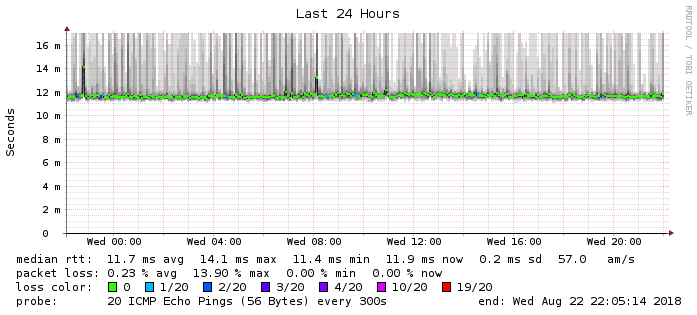 Last 24 Hours
RRDTOOL / TOBI OETIKER
Seconds
16 m
14 m
12 m
10 m
8 m
6 m
4 m
2 m
0
Wed 00:00 Wed 04:00 Wed 08:00 Wed 12:00 Wed 16:00 Wed 20:00
median rtt: 11.7 ms avg 14.1 ms max 11.4 ms min 11.9 ms now 0.2 ms sd 57.0 am/s
packet loss: 0.23 % avg 13.90 % max 0.00 % min 0.00 % now
loss color: 0 1/20 2/20 3/20 4/20 10/20 19/20
probe: 20 ICMP Echo Pings (56 Bytes) every 300s end: Wed Aug 22 22:05:14 2018